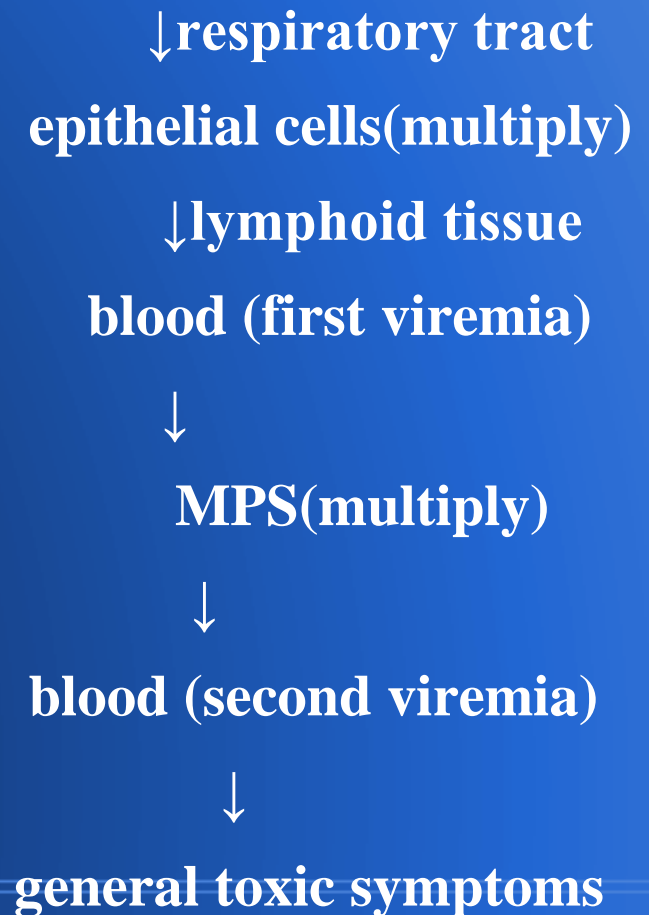 ↓respiratory tract
epithelial cells(multiply)
↓lymphoid tissue
blood (first viremia)
↓
MPS(multiply)
↓
blood (second viremia)
↓
general toxic symptoms